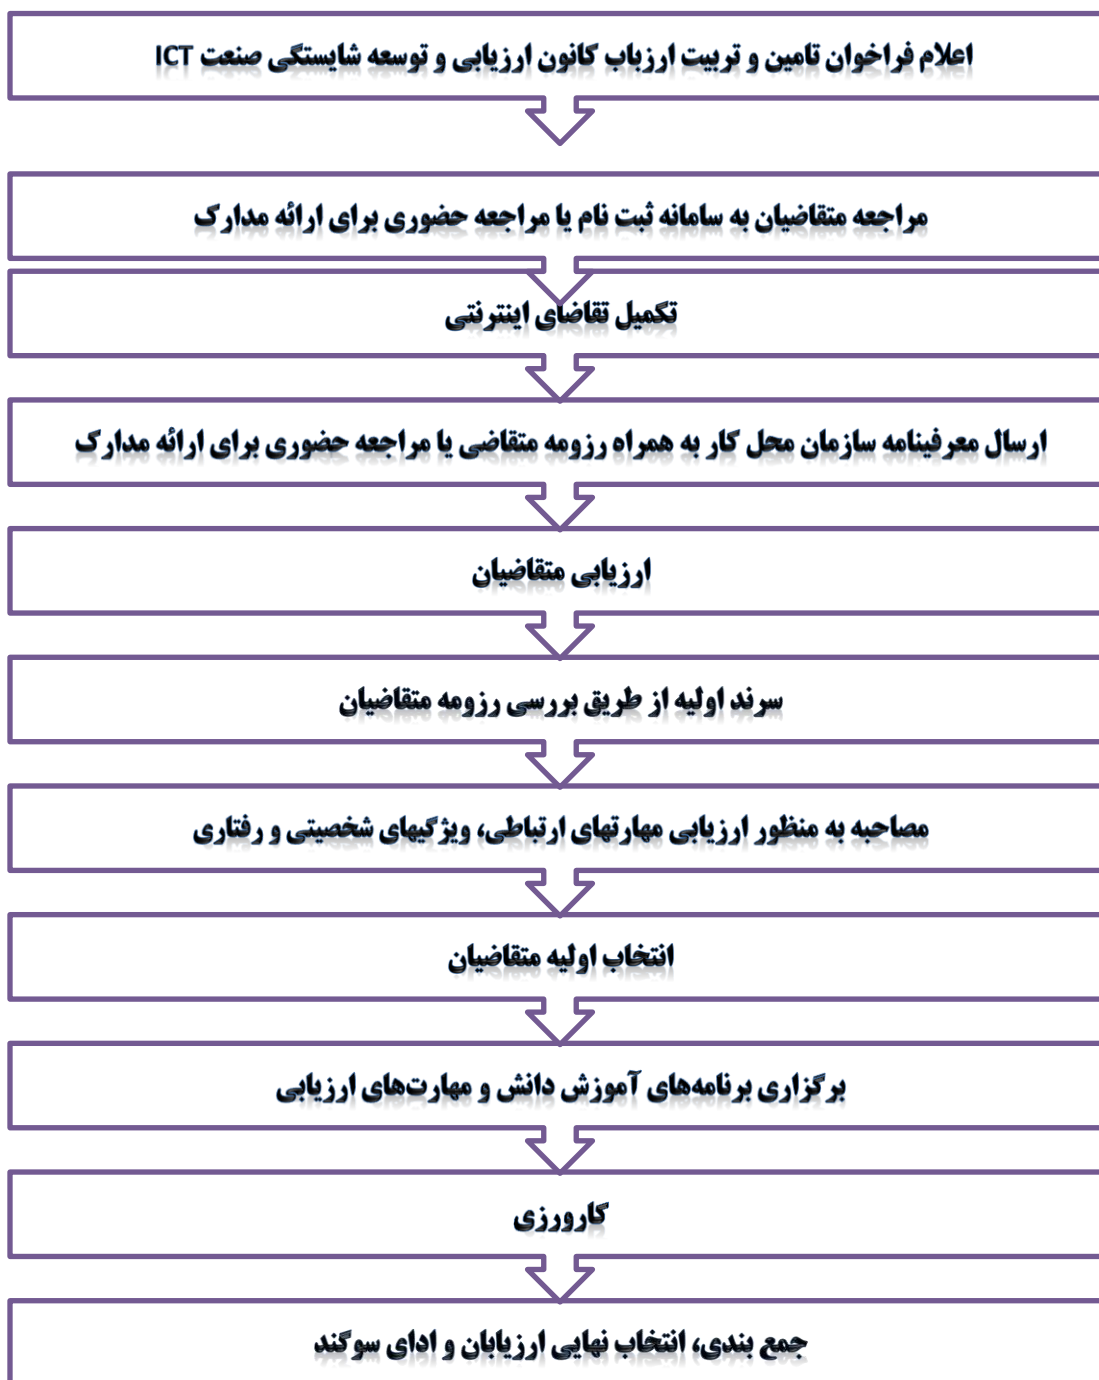 اعلام فراخوان تامین و تربیت ارزباب کانون ارزیابی و توسعه شایستگی صنعت ICT
مراجعه متقاضیان به سامانه ثبت نام یا مراجعه حضوری برای ارائه مدارک
تکمیل تقاضای اینترنتی
ارسال معرفینامه سازمان محل کار به همراه رزومه متقاضی یا مراجعه حضوری برای ارائه مدارک
ارزیابی متقاضیان
سرند اولیه از طریق بررسی رزومه متقاضیان
مصاحبه به منظور ارزیابی مهارتهای ارتباطی، ویژگیهای شخصیتی و رفتاری
انتخاب اولیه متقاضیان
برگزاری برنامه‌های آموزش دانش و مهارت‌های ارزیابی
کارورزی
جمع بندی، انتخاب نهایی ارزیابان و ادای سوگند